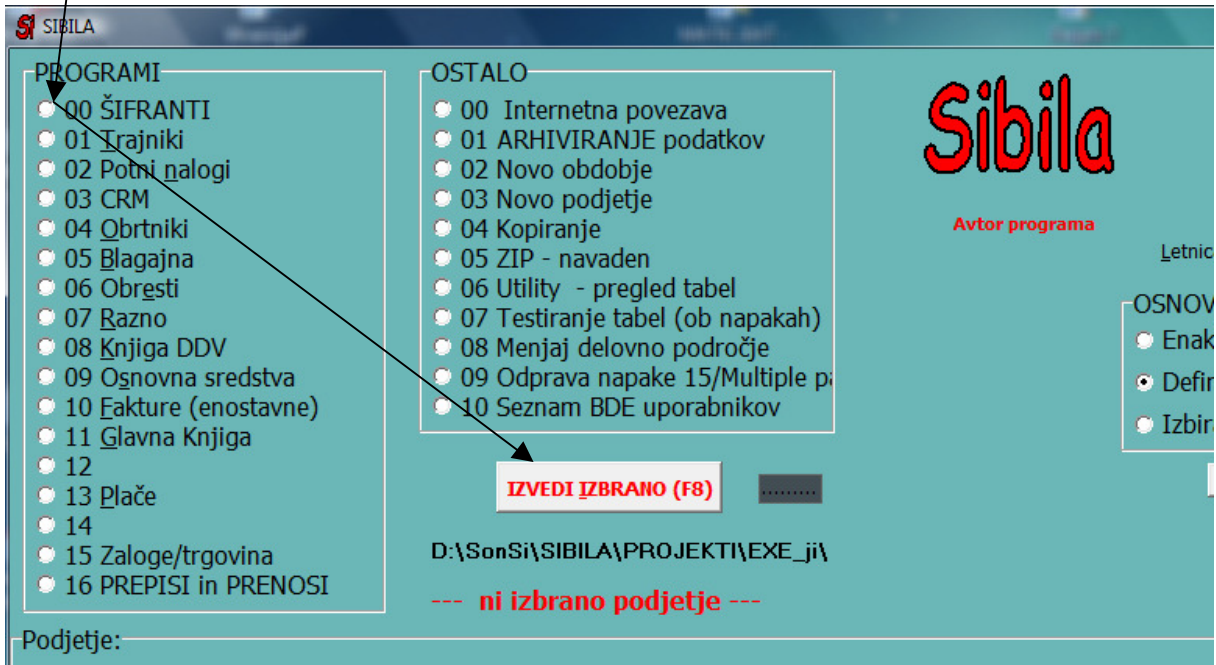 SIBILA
PROGRAMI
00 ŠIFRANTI
01 Trajniki
02 Potni nalogi
03 CRM
04 Obrtniki
05 Blagajna
06 Obresti
07 Razno
08 Knjiga DDV
09 Osnovna sredstva
10 Fakture (enostavne)
11 Glavna Knjiga
12
13 Plače
14
15 Zaloge/trgovina
16 PREPISI in PRENOSI
OSTALO
00 Internetna povezava
01 ARHIVIRANJE podatkov
02 Novo obdobje
03 Novo podjetje
04 Kopiranje
05 ZIP - navaden
06 Utility - pregled tabel
07 Testiranje tabel (ob napakah)
08 Menjaj delovno področje
09 Odprava napake 15/Multiple pa
10 Seznam BDE uporabnikov
IZVEDI IZBRANO (F8)
.........
D:\SonSi\SIBILA\PROJEKTI\EXE_ji\
--- ni izbrano podjetje ---
Sibila
Avtor programa
Letnic
OSNOV
Enak
Defin
Izbira
Podjetje: